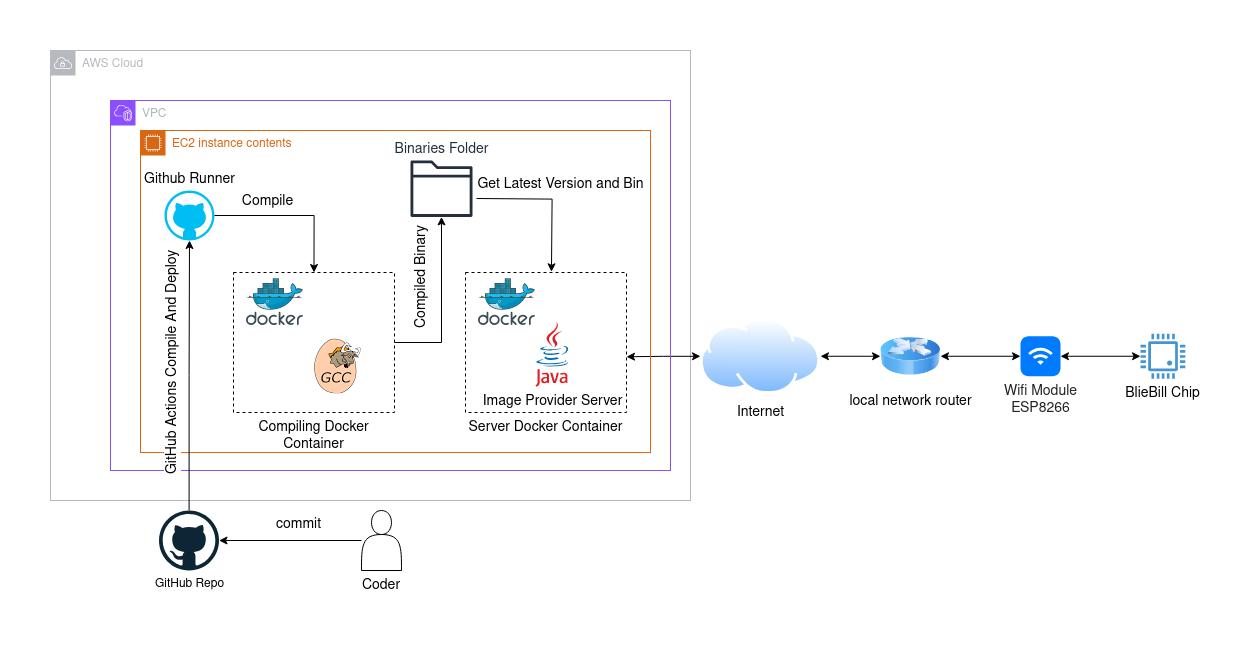 AWS Cloud
VPC
EC2 instance contents
Github Runner
Compile
Binaries Folder
Get Latest Version and Bin
GitHub Actions Compile And Deploy
docker
GCC
Compiling Docker
Container
Compiled Binary
docker
Java
Image Provider Server
Server Docker Container
Internet
local network router
Wifi Module
ESP8266
BlieBill Chip
GitHub Repo
commit
Coder